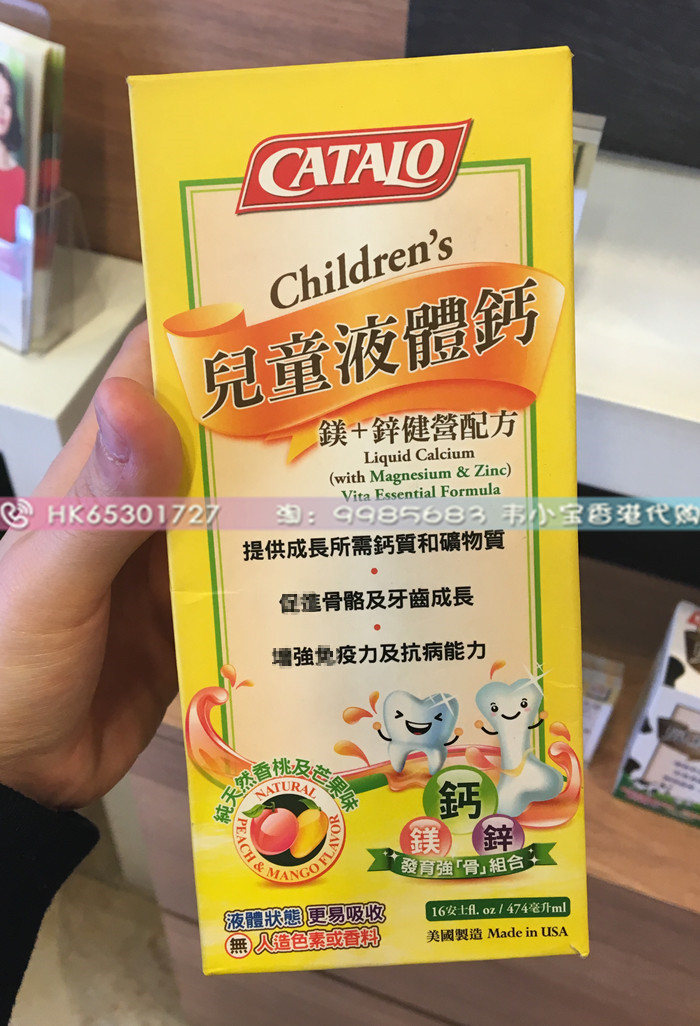 CATALO
Children's
兒童液體鈣
鎂+鋅健營配方
Liquid Calcium
(with Magnesium & Zinc)
Vita Essential Formula
HK65301727 淘:9985683 韦小宝香港代购
提供成長所需鈣質和礦物質
促進骨骼及牙齒成長
增強免疫力及抗病能力
純天然香桃及芒果味
NATURAL
PEACH & MANGO FLAVOR
鈣
鎂 鋅
發育強「骨」組合
液體狀態 更易吸收
無 人造色素或香料
16安士fl. oz / 474毫升ml
美國製造 Made in USA